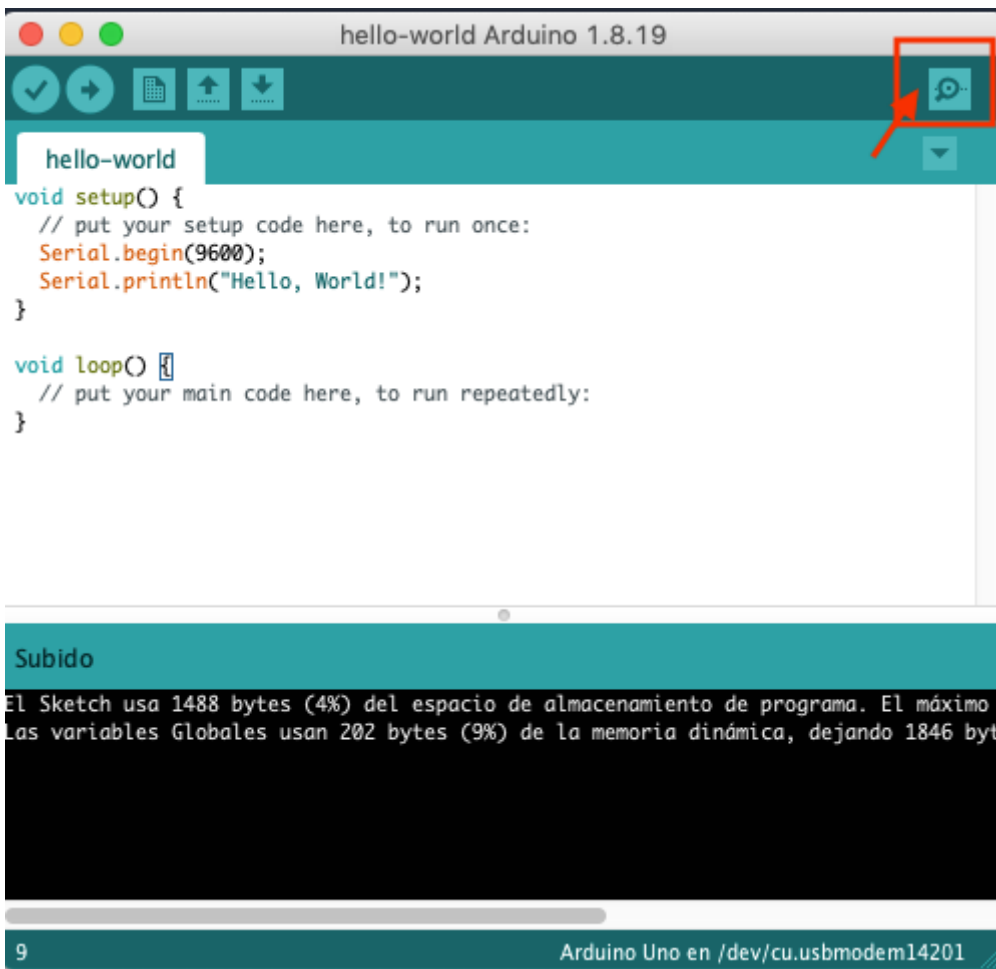 hello-world Arduino 1.8.19
hello-world
void setup() {
  // put your setup code here, to run once:
  Serial.begin(9600);
  Serial.println("Hello, World!");
}
void loop() {
  // put your main code here, to run repeatedly:
}
Subido
El Sketch usa 1488 bytes (4%) del espacio de almacenamiento de programa. El máximo
Las variables Globales usan 202 bytes (9%) de la memoria dinámica, dejando 1846 byt
9
Arduino Uno en /dev/cu.usbmodem14201